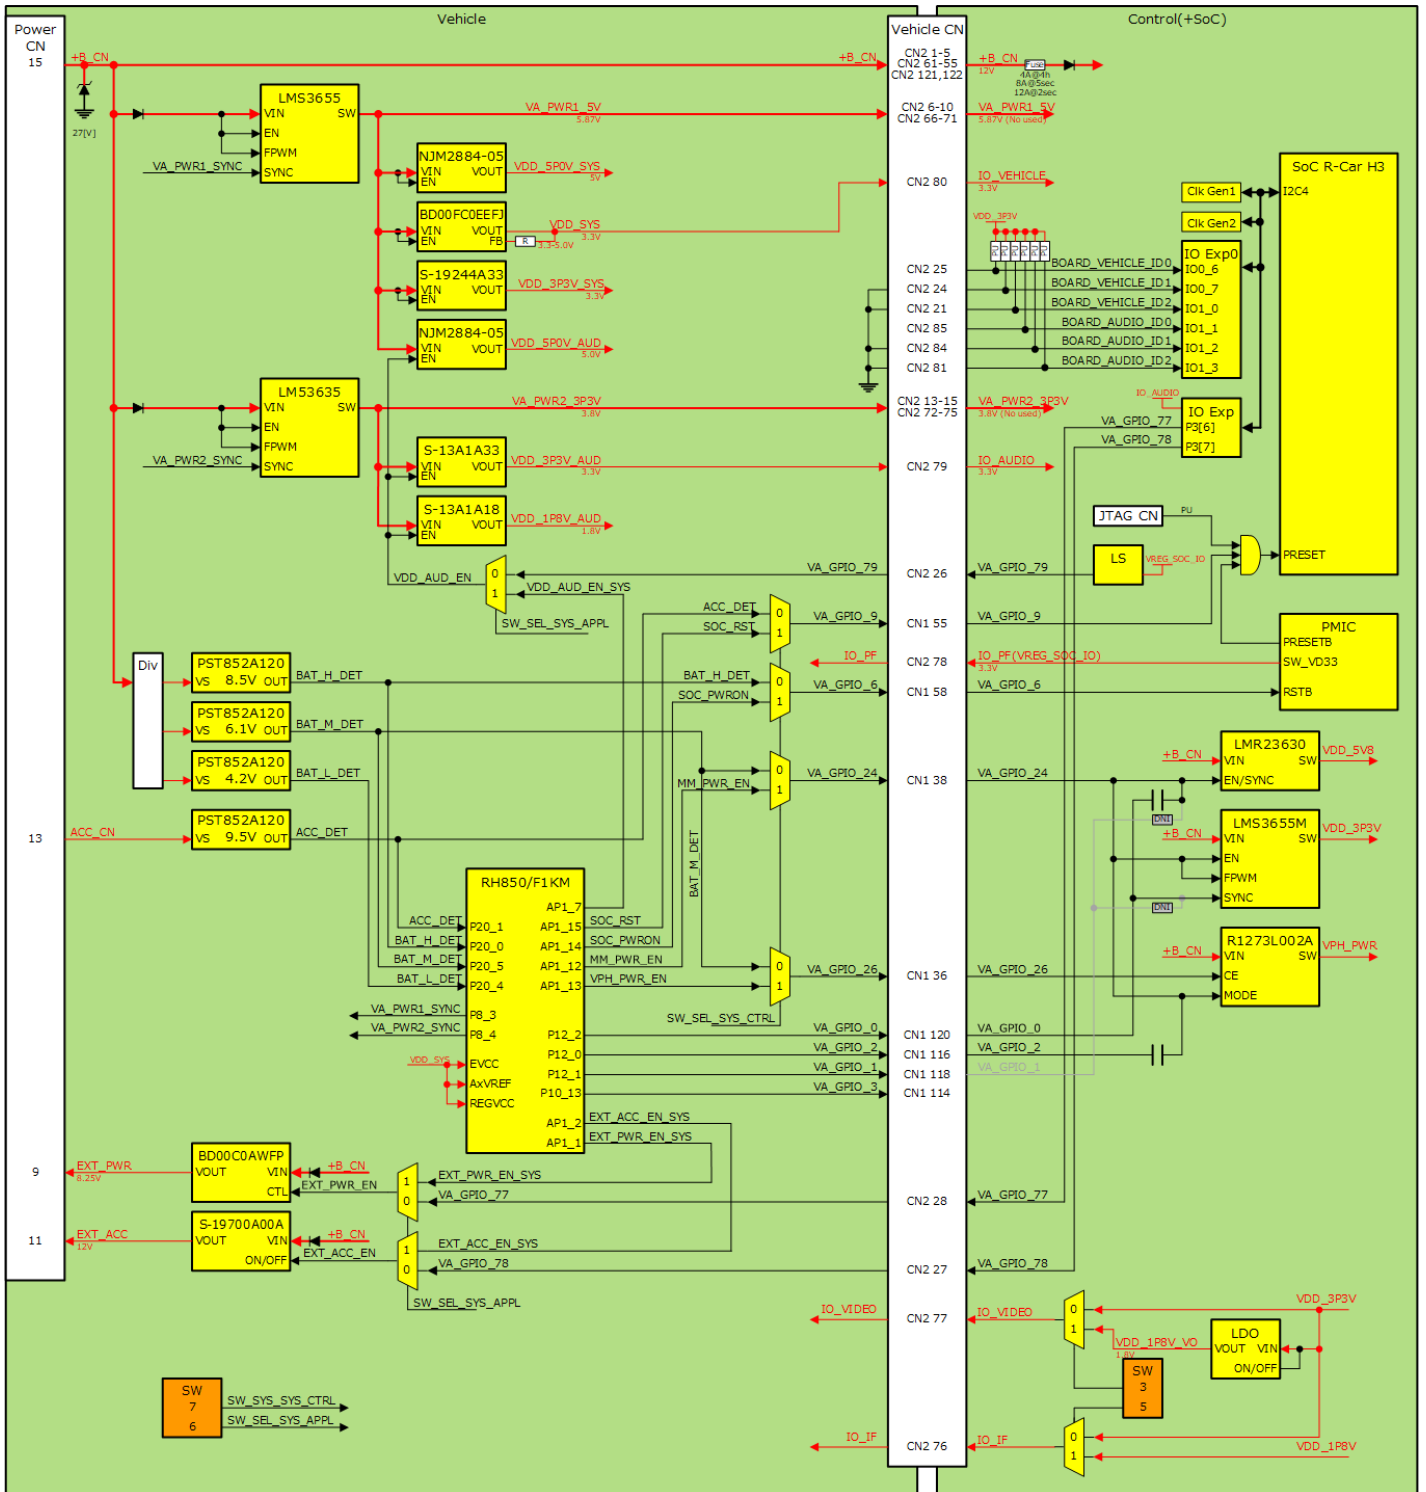 Vehicle
Control(+SoC)
Power
CN
15
+B_CN
27[V]
LMS3655
VIN
SW
EN
FPWM
SYNC
VA_PWR1_SYNC
VA_PWR1_5V
5.87V
NJM2884-05
VIN
VOUT
EN
VDD_5P0V_SYS
5V
BD00FC0EEFJ
VIN
VOUT
EN
FB
R
3.3-5.0V
VDD_SYS
3.3V
S-19244A33
VIN
VOUT
EN
VDD_3P3V_SYS
3.3V
NJM2884-05
VIN
VOUT
EN
VDD_5P0V_AUD
5.0V
LM53635
VIN
SW
EN
FPWM
SYNC
VA_PWR2_SYNC
VA_PWR2_3P3V
3.8V
S-13A1A33
VIN
VOUT
EN
VDD_3P3V_AUD
3.3V
S-13A1A18
VIN
VOUT
EN
VDD_1P8V_AUD
1.8V
VDD_AUD_EN
0
1
VDD_AUD_EN_SYS
SW_SEL_SYS_APPL
VA_GPIO_79
Div
PST852A120
VS 8.5V OUT
BAT_H_DET
PST852A120
VS 6.1V OUT
BAT_M_DET
PST852A120
VS 4.2V OUT
BAT_L_DET
13
ACC_CN
PST852A120
VS 9.5V OUT
ACC_DET
ACC_DET
SOC_RST
0
1
VA_GPIO_9
IO_PF
BAT_H_DET
SOC_PWRON
0
1
VA_GPIO_6
MM_PWR_EN
0
1
VA_GPIO_24
BAT_M_DET
0
1
VA_GPIO_26
SW_SEL_SYS_CTRL
RH850/F1KM
AP1_7
ACC_DET
P20_1
AP1_15
SOC_RST
BAT_H_DET
P20_0
AP1_14
SOC_PWRON
BAT_M_DET
P20_5
AP1_12
MM_PWR_EN
BAT_L_DET
P20_4
AP1_13
VPH_PWR_EN
VA_PWR1_SYNC
P8_3
VA_PWR2_SYNC
P8_4
P12_2
VA_GPIO_0
P12_0
VA_GPIO_2
P12_1
VA_GPIO_1
P10_13
VA_GPIO_3
VDD_SYS
EVCC
AxVREF
REGVCC
AP1_2
EXT_ACC_EN_SYS
AP1_1
EXT_PWR_EN_SYS
9
EXT_PWR
8.25V
BD00C0AWFP
VOUT
VIN
CTL
+B_CN
EXT_PWR_EN
1
0
EXT_PWR_EN_SYS
VA_GPIO_77
11
EXT_ACC
12V
S-19700A00A
VOUT
VIN
ON/OFF
+B_CN
EXT_ACC_EN
1
0
EXT_ACC_EN_SYS
VA_GPIO_78
SW_SEL_SYS_APPL
IO_VIDEO
IO_IF
SW
7
6
SW_SYS_SYS_CTRL
SW_SEL_SYS_APPL
Vehicle CN
+B_CN
CN2 1-5
CN2 61-55
CN2 121,122
CN2 6-10
CN2 66-71
CN2 80
CN2 25
CN2 24
CN2 21
CN2 85
CN2 84
CN2 81
CN2 13-15
CN2 72-75
CN2 79
CN2 26
CN1 55
CN2 78
CN1 58
CN1 38
CN1 36
CN1 120
CN1 116
CN1 118
CN1 114
CN2 28
CN2 27
CN2 77
CN2 76
+B_CN
12V
Fuse
4A@4h
8A@5sec
12A@2sec
VA_PWR1_5V
5.87V (No used)
IO_VEHICLE
3.3V
VDD_3P3V
PU
PU
PU
PU
PU
PU
BOARD_VEHICLE_ID0
BOARD_VEHICLE_ID1
BOARD_VEHICLE_ID2
BOARD_AUDIO_ID0
BOARD_AUDIO_ID1
BOARD_AUDIO_ID2
Clk Gen1
Clk Gen2
IO Exp0
IO0_6
IO0_7
IO1_0
IO1_1
IO1_2
IO1_3
SoC R-Car H3
I2C4
PRESET
VA_PWR2_3P3V
3.8V (No used)
IO_AUDIO
IO Exp
P3[6]
P3[7]
VA_GPIO_77
VA_GPIO_78
IO_AUDIO
3.3V
JTAG CN
PU
LS
VREG_SOC_IO
VA_GPIO_79
VA_GPIO_9
PMIC
PRESETB
SW_VD33
RSTB
IO_PF(VREG_SOC_IO)
3.3V
VA_GPIO_6
LMR23630
+B_CN
VIN
SW
VDD_5V8
EN/SYNC
VA_GPIO_24
DNI
LMS3655M
+B_CN
VIN
SW
VDD_3P3V
EN
FPWM
SYNC
DNI
R1273L002A
+B_CN
VIN
SW
VPH_PWR
CE
MODE
VA_GPIO_26
VA_GPIO_0
VA_GPIO_2
VA_GPIO_1
VA_GPIO_77
VA_GPIO_78
IO_VIDEO
0
1
VDD_3P3V
VDD_1P8V_VO
1.8V
LDO
VOUT
VIN
ON/OFF
SW
3
5
IO_IF
0
1
VDD_1P8V